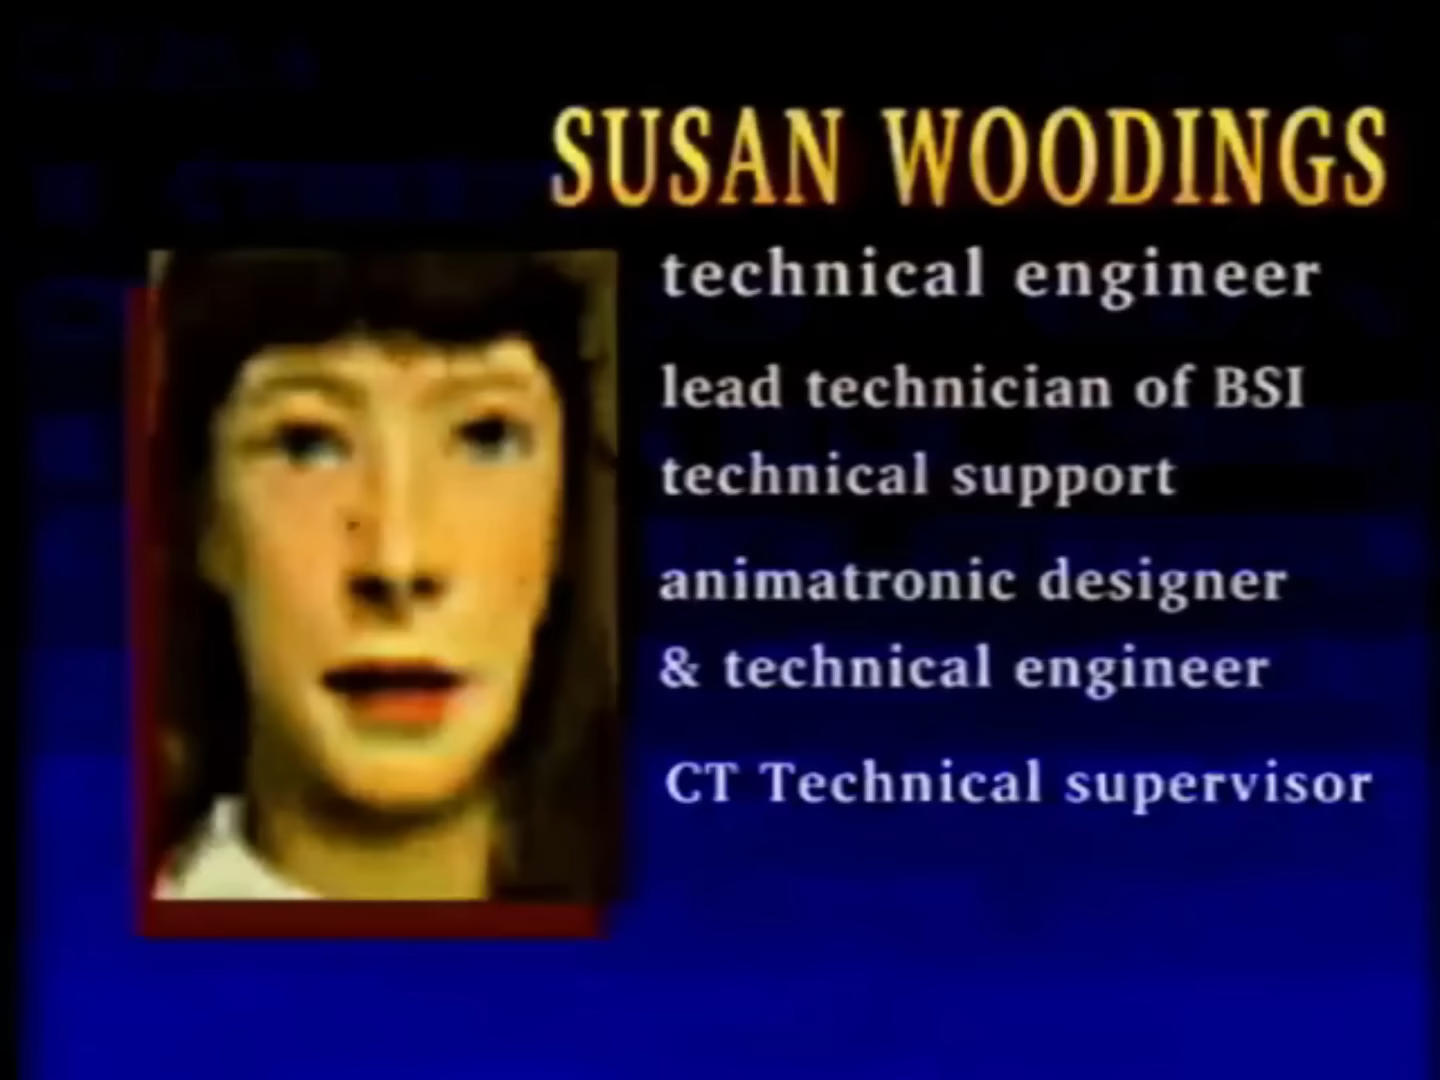 SUSAN WOODINGS
technical engineer
lead technician of BSI
technical support
animatronic designer
& technical engineer
CT Technical supervisor